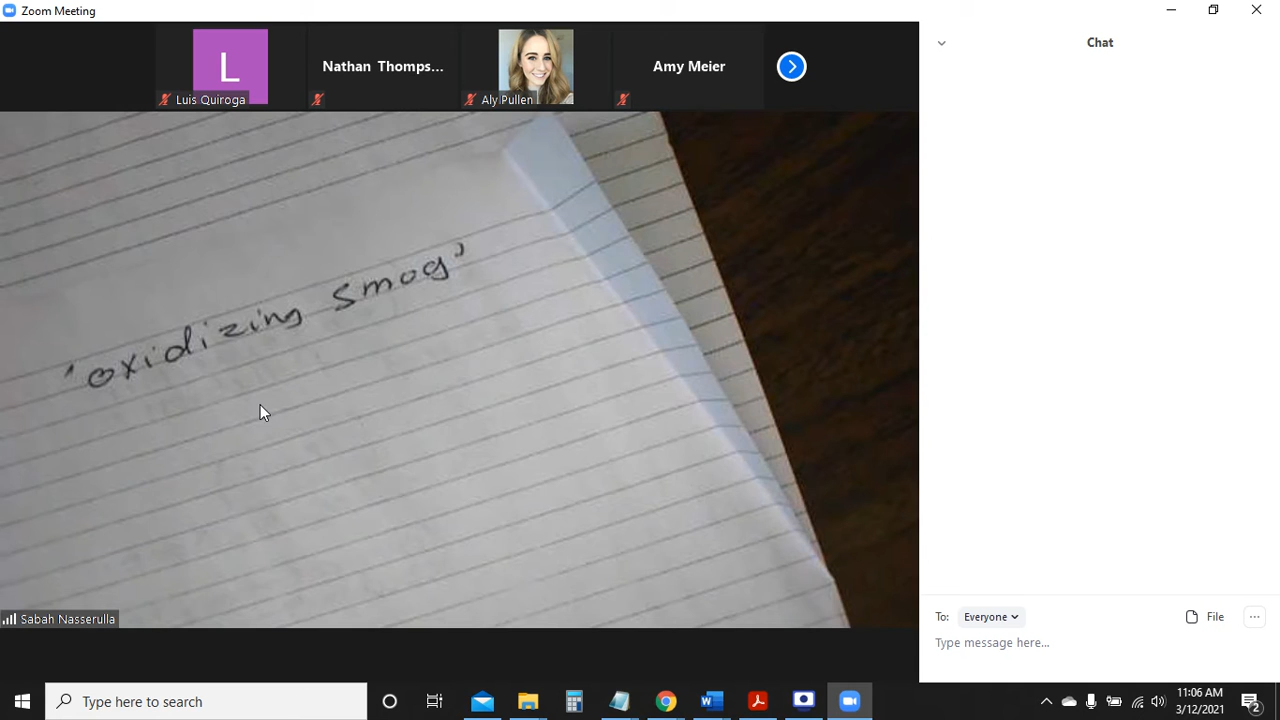 Zoom Meeting
L
Luis Quiroga
Nathan Thomps...
Aly Pullen
Amy Meier
Chat
'oxidizing smog'
Sabah Nasserulla
To: Everyone
File
...
Type message here...
Type here to search
11:06 AM
3/12/2021
2